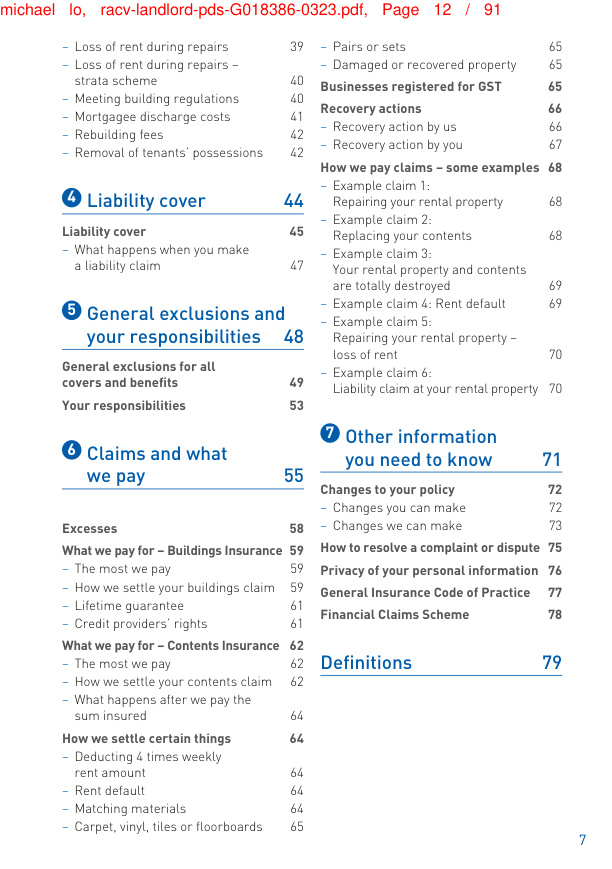 michael lo, racv-landlord-pds-G018386-0323.pdf, Page 12 / 91
– Loss of rent during repairs 39
– Loss of rent during repairs –
strata scheme 40
– Meeting building regulations 40
– Mortgagee discharge costs 41
– Rebuilding fees 42
– Removal of tenants' possessions 42
4 Liability cover 44
Liability cover 45
– What happens when you make
a liability claim 47
5 General exclusions and
your responsibilities 48
General exclusions for all
covers and benefits 49
Your responsibilities 53
6 Claims and what
we pay 55
Excesses 58
What we pay for – Buildings Insurance 59
– The most we pay 59
– How we settle your buildings claim 59
– Lifetime guarantee 61
– Credit providers' rights 61
What we pay for – Contents Insurance 62
– The most we pay 62
– How we settle your contents claim 62
– What happens after we pay the
sum insured 64
How we settle certain things 64
– Deducting 4 times weekly
rent amount 64
– Rent default 64
– Matching materials 64
– Carpet, vinyl, tiles or floorboards 65
– Pairs or sets 65
– Damaged or recovered property 65
Businesses registered for GST 65
Recovery actions 66
– Recovery action by us 66
– Recovery action by you 67
How we pay claims – some examples 68
– Example claim 1:
Repairing your rental property 68
– Example claim 2:
Replacing your contents 68
– Example claim 3:
Your rental property and contents
are totally destroyed 69
– Example claim 4: Rent default 69
– Example claim 5:
Repairing your rental property –
loss of rent 70
– Example claim 6:
Liability claim at your rental property 70
7 Other information
you need to know 71
Changes to your policy 72
– Changes you can make 72
– Changes we can make 73
How to resolve a complaint or dispute 75
Privacy of your personal information 76
General Insurance Code of Practice 77
Financial Claims Scheme 78
Definitions 79
7